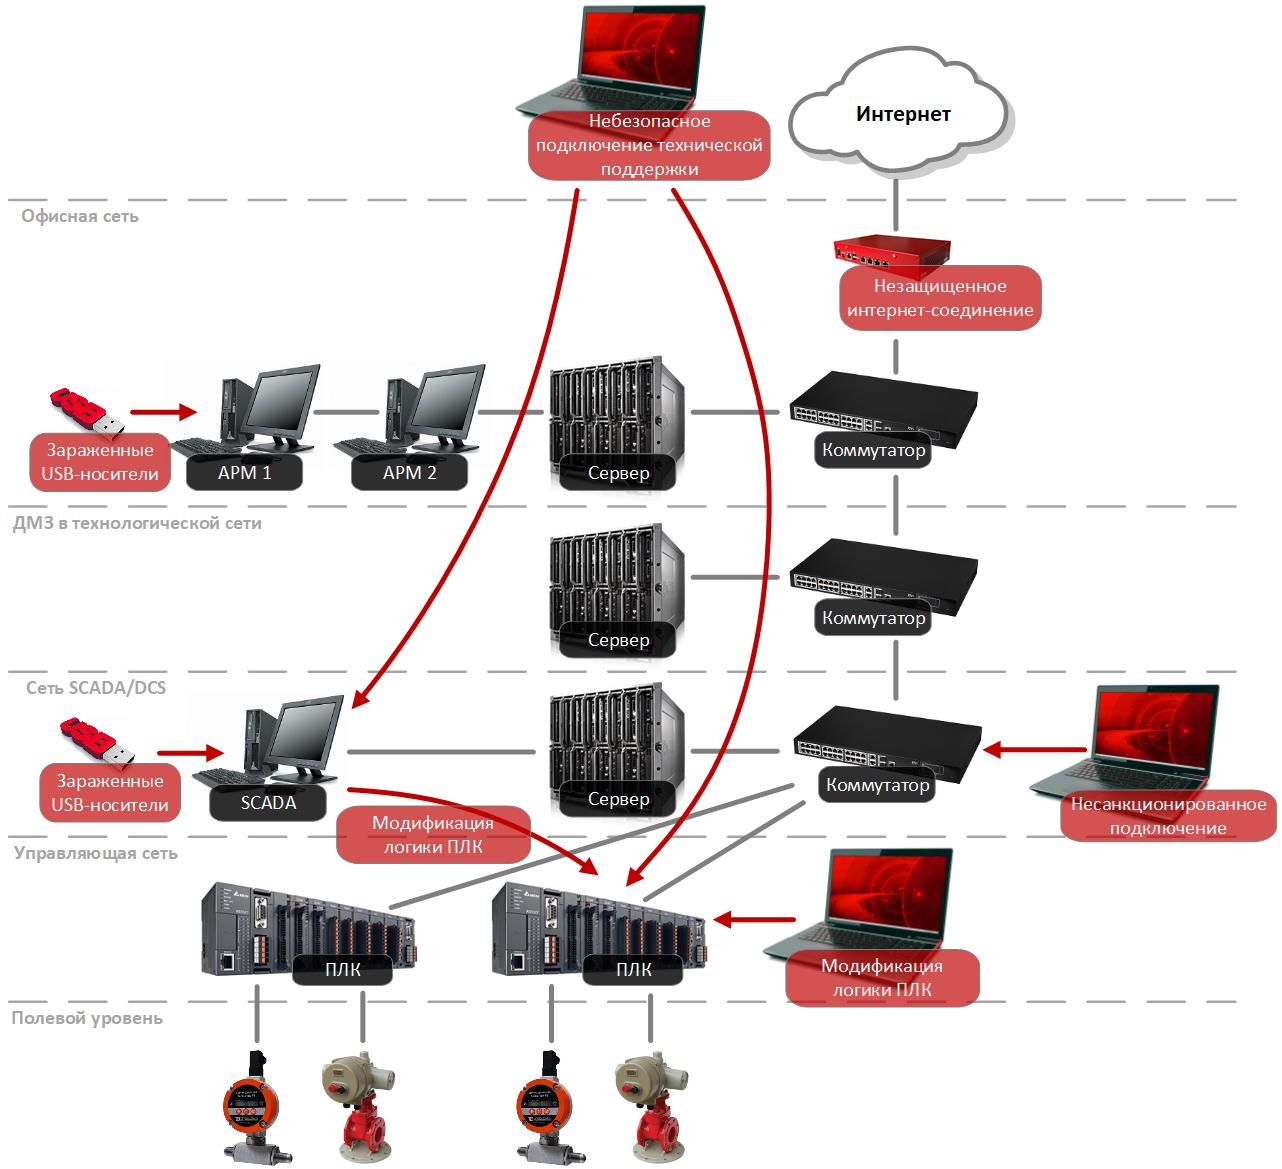 Небезопасное
подключение технической
поддержки
Интернет
Офисная сеть
Незащищенное
интернет-соединение
Зараженные
USB-носители
АРМ 1
АРМ 2
Сервер
Коммутатор
ДМЗ в технологической сети
Сервер
Коммутатор
Сеть SCADA/DCS
Зараженные
USB-носители
SCADA
Сервер
Коммутатор
Несанкционированное
подключение
Модификация
логики ПЛК
Управляющая сеть
ПЛК
ПЛК
Модификация
логики ПЛК
Полевой уровень